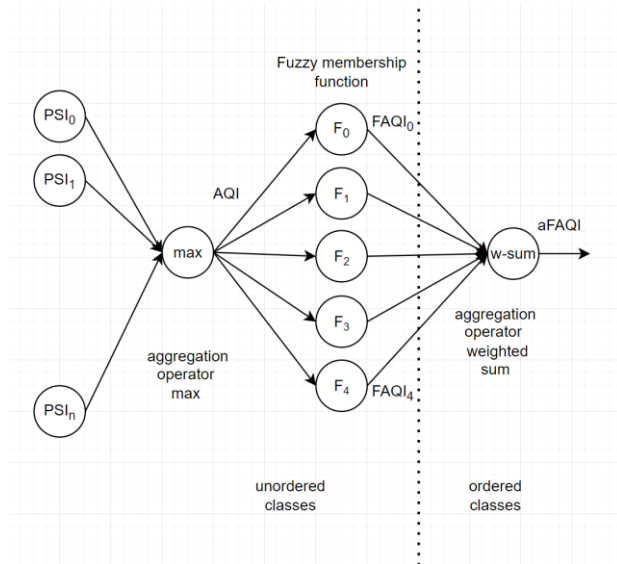 Fuzzy membership
function
PSI0
FAQI0
F0
PSI1
AQI
F1
aFAQI
max
F2
w-sum
aggregation
operator
weighted
sum
F3
aggregation
operator
max
F4
FAQI4
PSIn
unordered
classes
ordered
classes